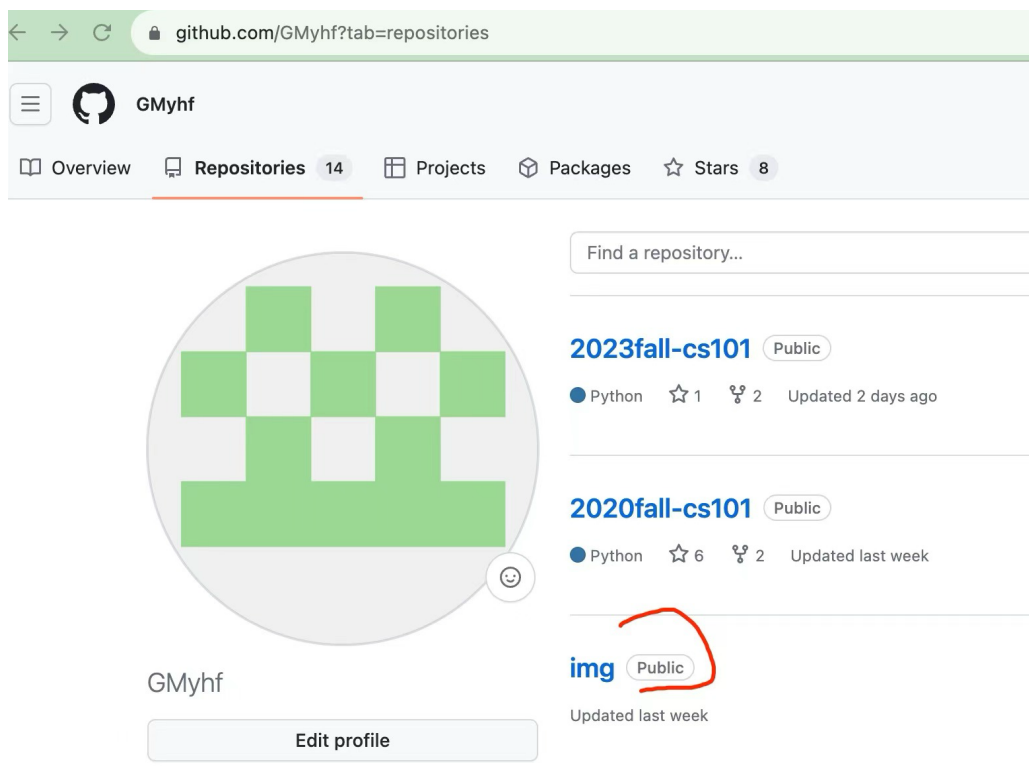 github.com/GMyhf?tab=repositories
GMyhf
Overview Repositories 14 Projects Packages Stars 8
Find a repository...
2023fall-cs101 Public
Python 1 2 Updated 2 days ago
2020fall-cs101 Public
Python 6 2 Updated last week
img Public
Updated last week
GMyhf
Edit profile